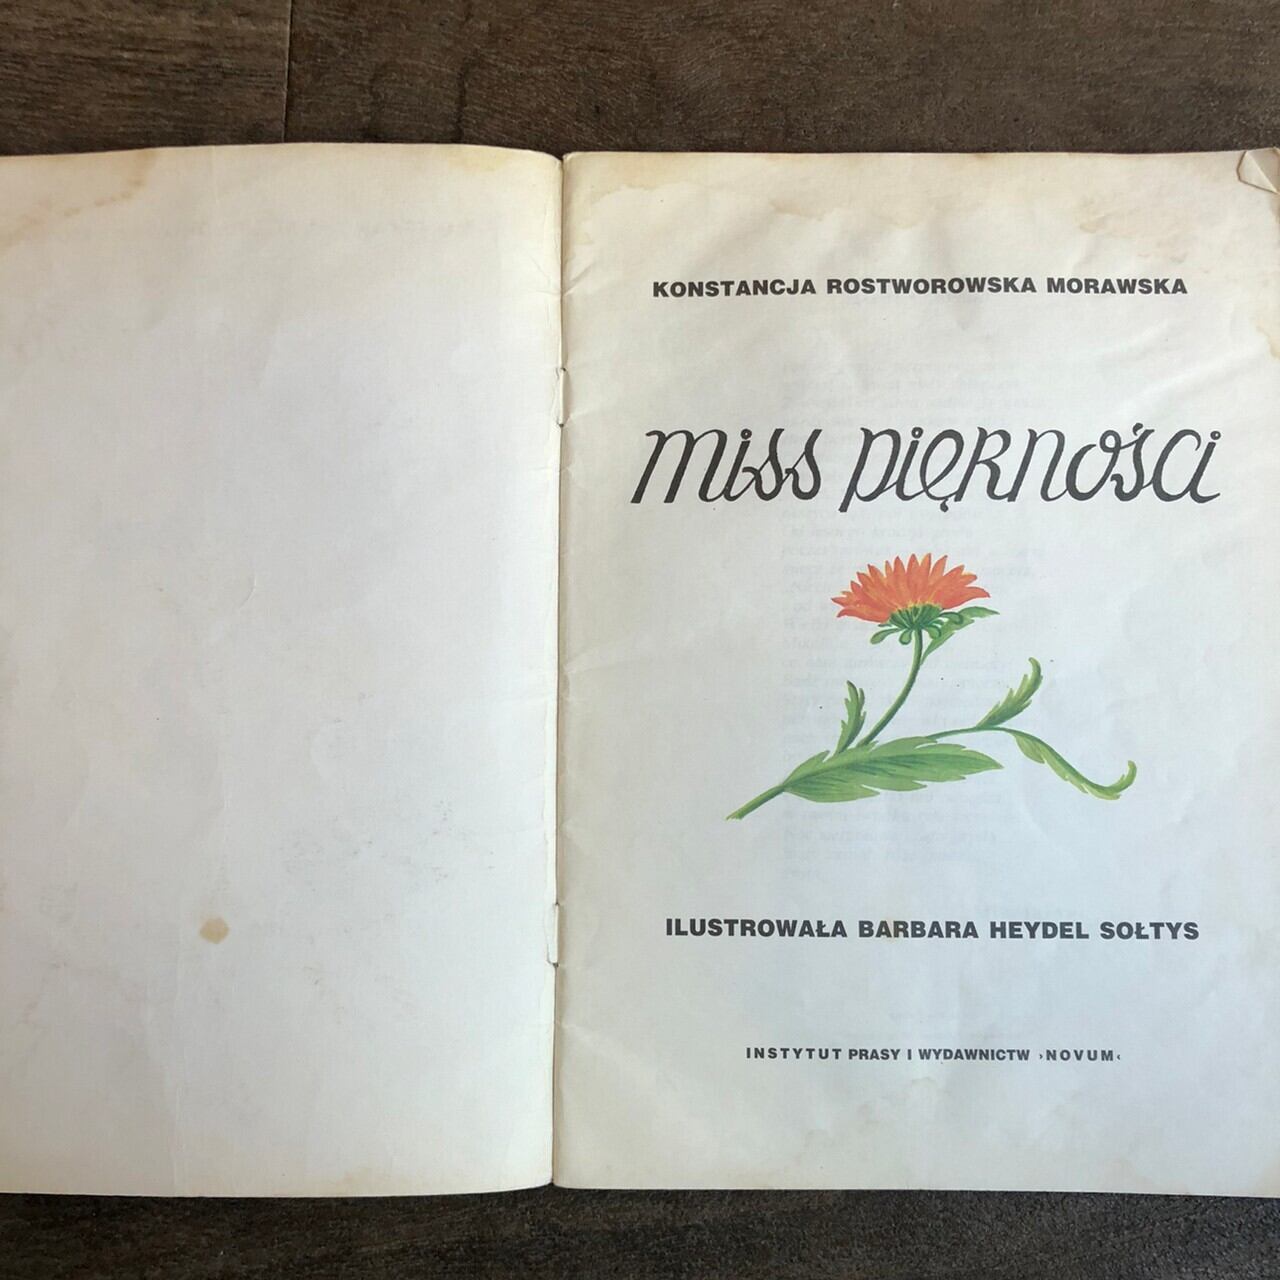 KONSTANCJA ROSTWOROWSKA MORAWSKA
miss piękności
ILUSTROWAŁA BARBARA HEYDEL SOŁTYS
INSTYTUT PRASY I WYDAWNICTW ›NOVUM‹